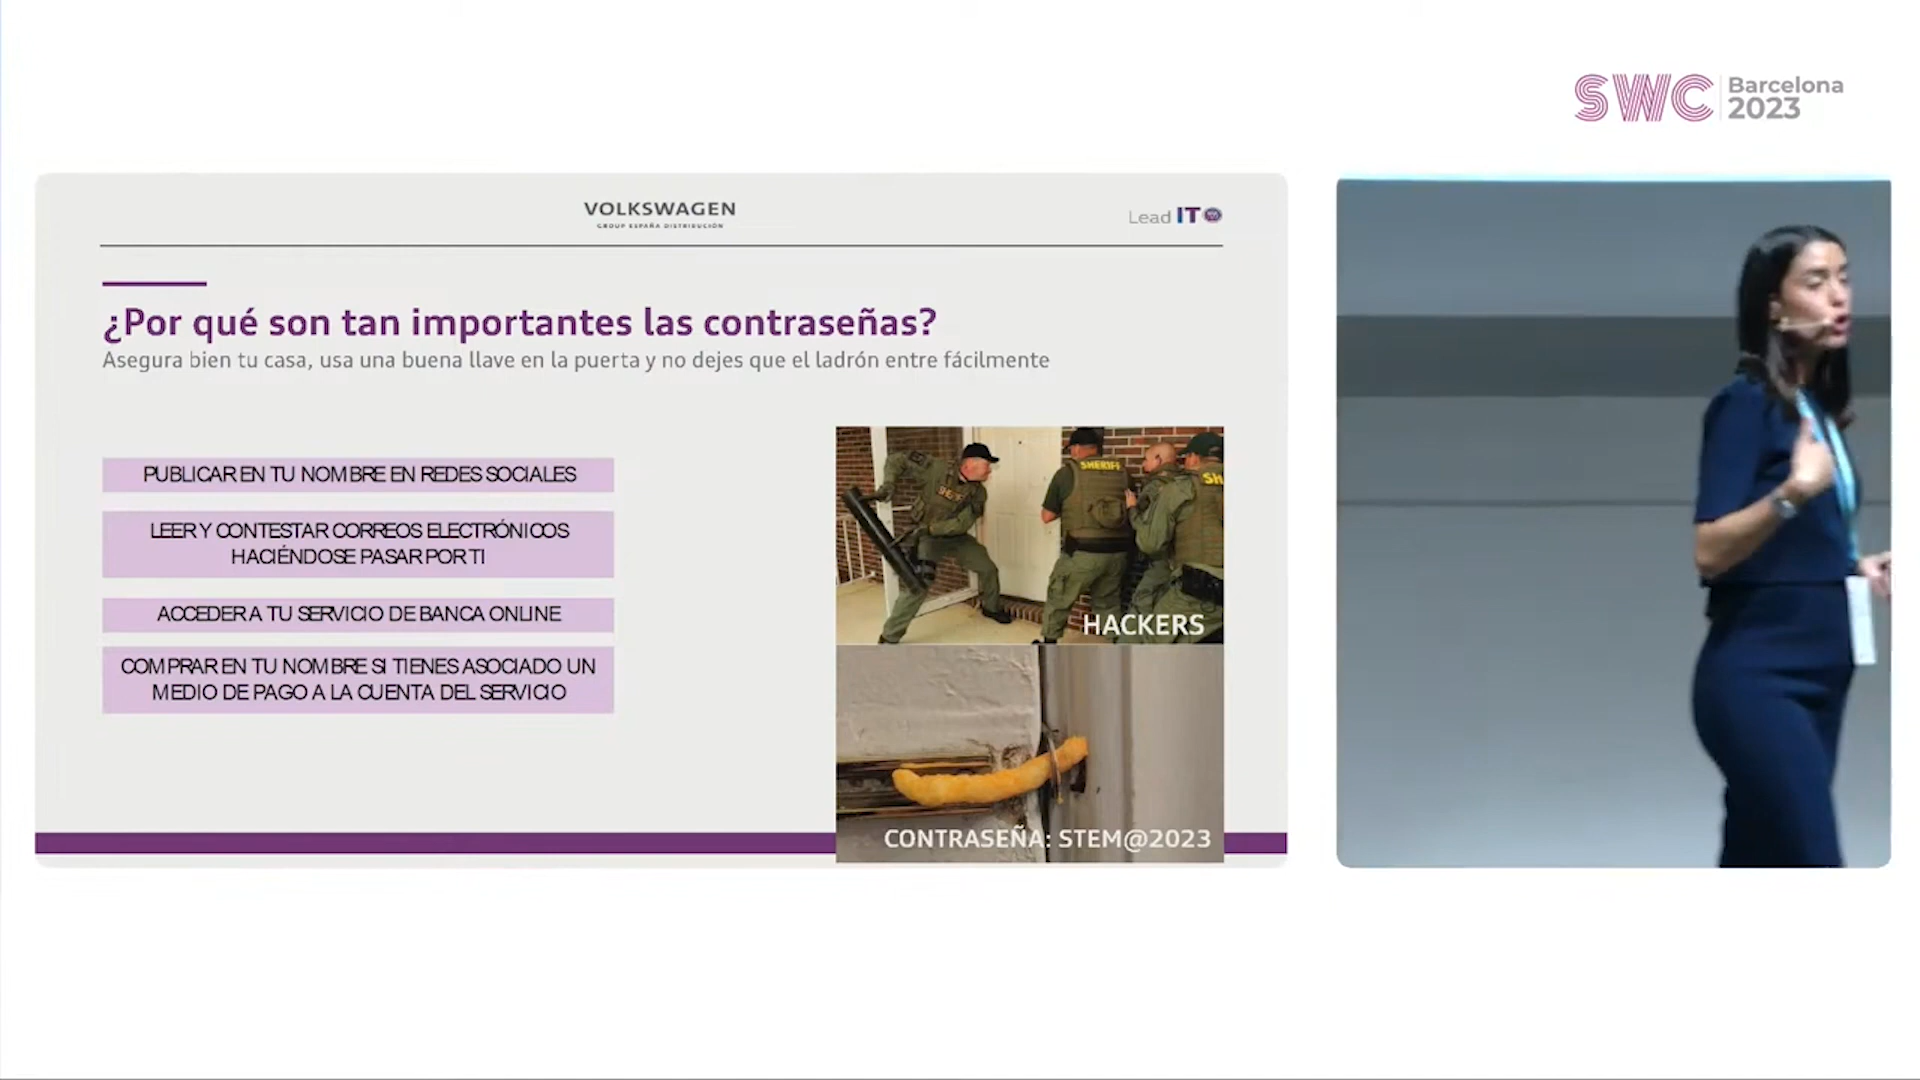 SWC Barcelona
2023
VOLKSWAGEN
GROUP ESPAÑA DISTRIBUCIÓN
Lead IT
¿Por qué son tan importantes las contraseñas?
Asegura bien tu casa, usa una buena llave en la puerta y no dejes que el ladrón entre fácilmente
PUBLICAR EN TU NOMBRE EN REDES SOCIALES
LEER Y CONTESTAR CORREOS ELECTRÓNICOS
HACIÉNDOSE PASAR POR TI
ACCEDER A TU SERVICIO DE BANCA ONLINE
COMPRAR EN TU NOMBRE SI TIENES ASOCIADO UN
MEDIO DE PAGO A LA CUENTA DEL SERVICIO
SHERIFF
SHERIFF
SH
HACKERS
CONTRASEÑA: STEM@2023